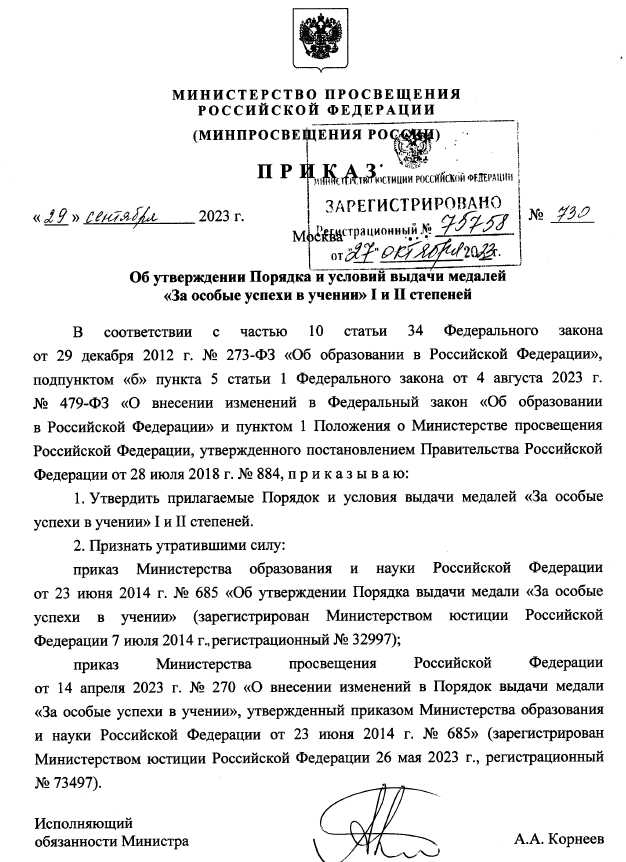 МИНИСТЕРСТВО ПРОСВЕЩЕНИЯ
РОССИЙСКОЙ ФЕДЕРАЦИИ
(МИНПРОСВЕЩЕНИЯ РОССИИ)
ПРИКАЗ
МИНИСТЕРСТВО ЮСТИЦИИ РОССИЙСКОЙ ФЕДЕРАЦИИ
ЗАРЕГИСТРИРОВАНО
Регистрационный № 75758
от "27" октября 2023г.
« 29 » сентября 2023 г.
№ 730
Москва
Об утверждении Порядка и условий выдачи медалей
«За особые успехи в учении» I и II степеней
В соответствии с частью 10 статьи 34 Федерального закона
от 29 декабря 2012 г. № 273-ФЗ «Об образовании в Российской Федерации»,
подпунктом «б» пункта 5 статьи 1 Федерального закона от 4 августа 2023 г.
№ 479-ФЗ «О внесении изменений в Федеральный закон «Об образовании
в Российской Федерации» и пунктом 1 Положения о Министерстве просвещения
Российской Федерации, утвержденного постановлением Правительства Российской
Федерации от 28 июля 2018 г. № 884, п р и к а з ы в а ю:
1. Утвердить прилагаемые Порядок и условия выдачи медалей «За особые
успехи в учении» I и II степеней.
2. Признать утратившими силу:
приказ Министерства образования и науки Российской Федерации
от 23 июня 2014 г. № 685 «Об утверждении Порядка выдачи медали «За особые
успехи в учении» (зарегистрирован Министерством юстиции Российской
Федерации 7 июля 2014 г., регистрационный № 32997);
приказ Министерства просвещения Российской Федерации
от 14 апреля 2023 г. № 270 «О внесении изменений в Порядок выдачи медали
«За особые успехи в учении», утвержденный приказом Министерства образования
и науки Российской Федерации от 23 июня 2014 г. № 685» (зарегистрирован
Министерством юстиции Российской Федерации 26 мая 2023 г., регистрационный
№ 73497).
Исполняющий
обязанности Министра
А.А. Корнеев